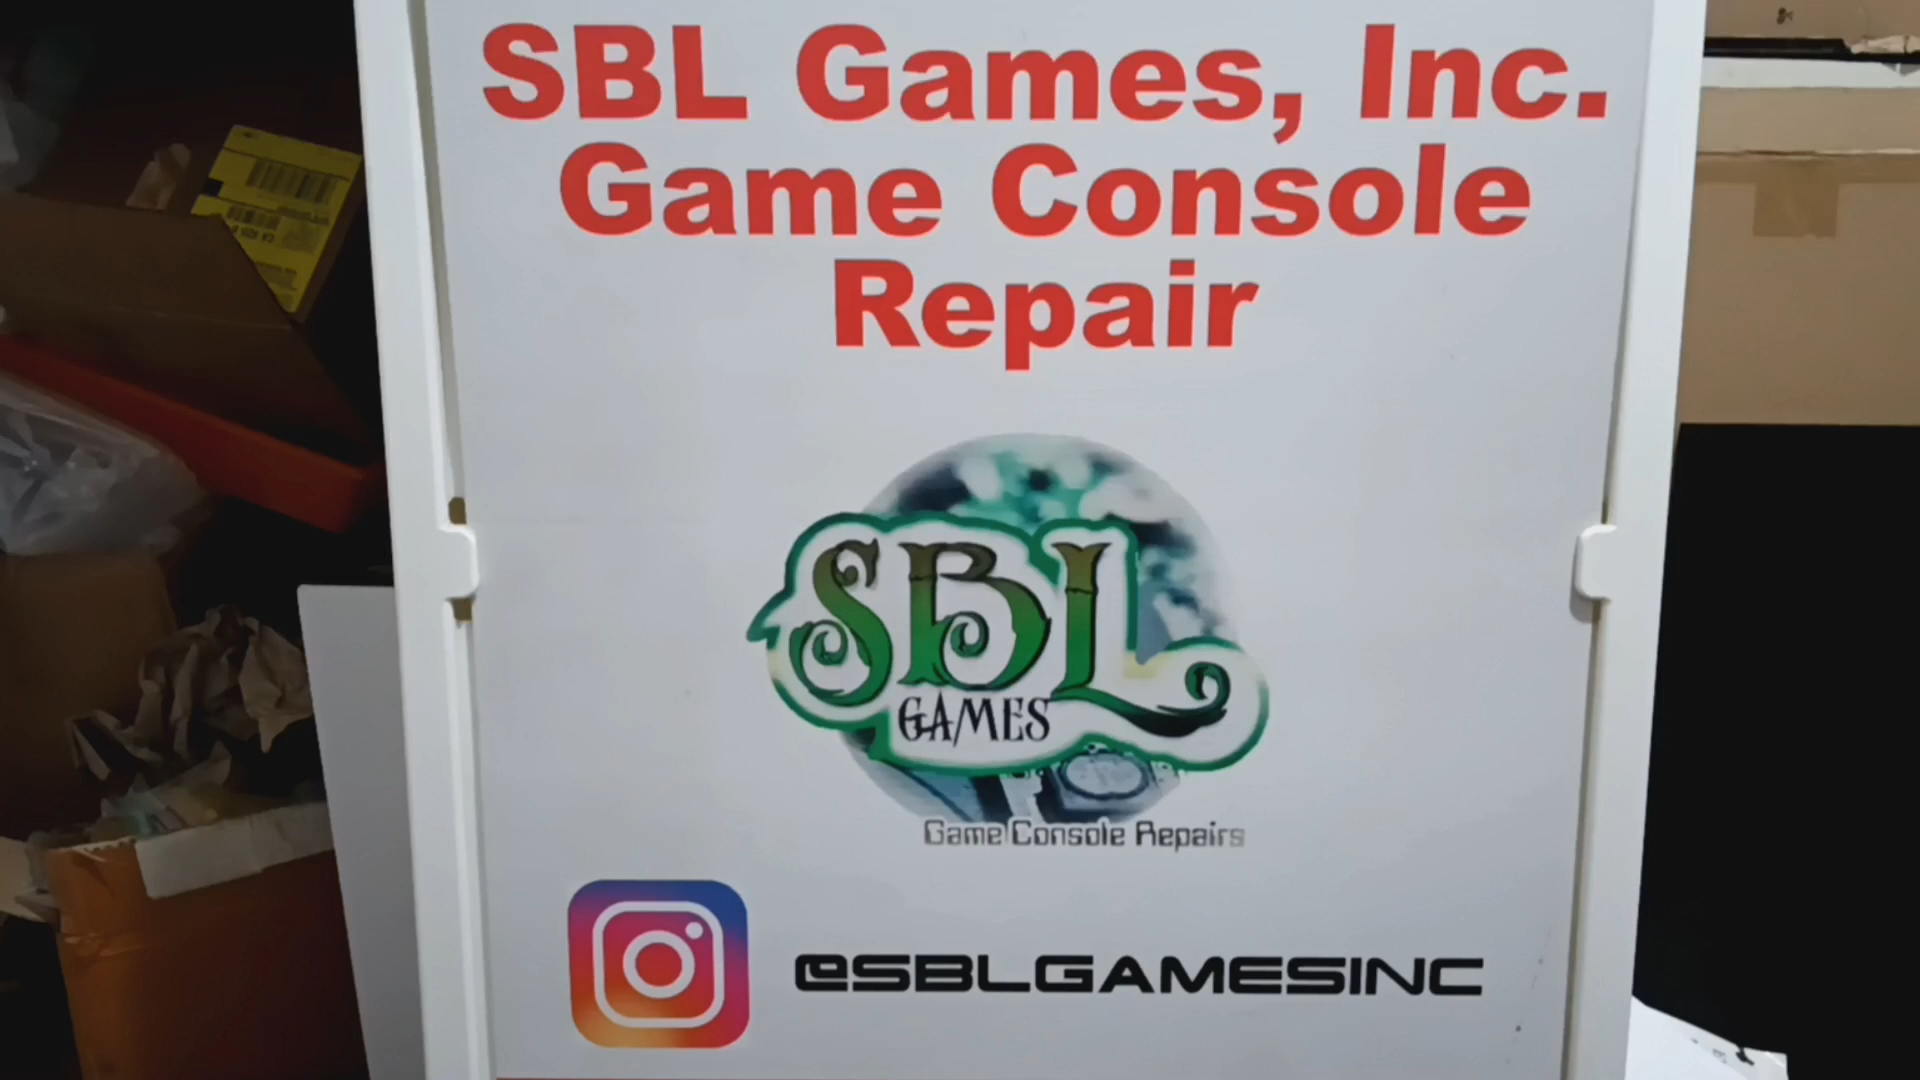 SBL Games, Inc.
Game Console
Repair
SBL
GAMES
Game Console Repairs
@SBLGAMESINC